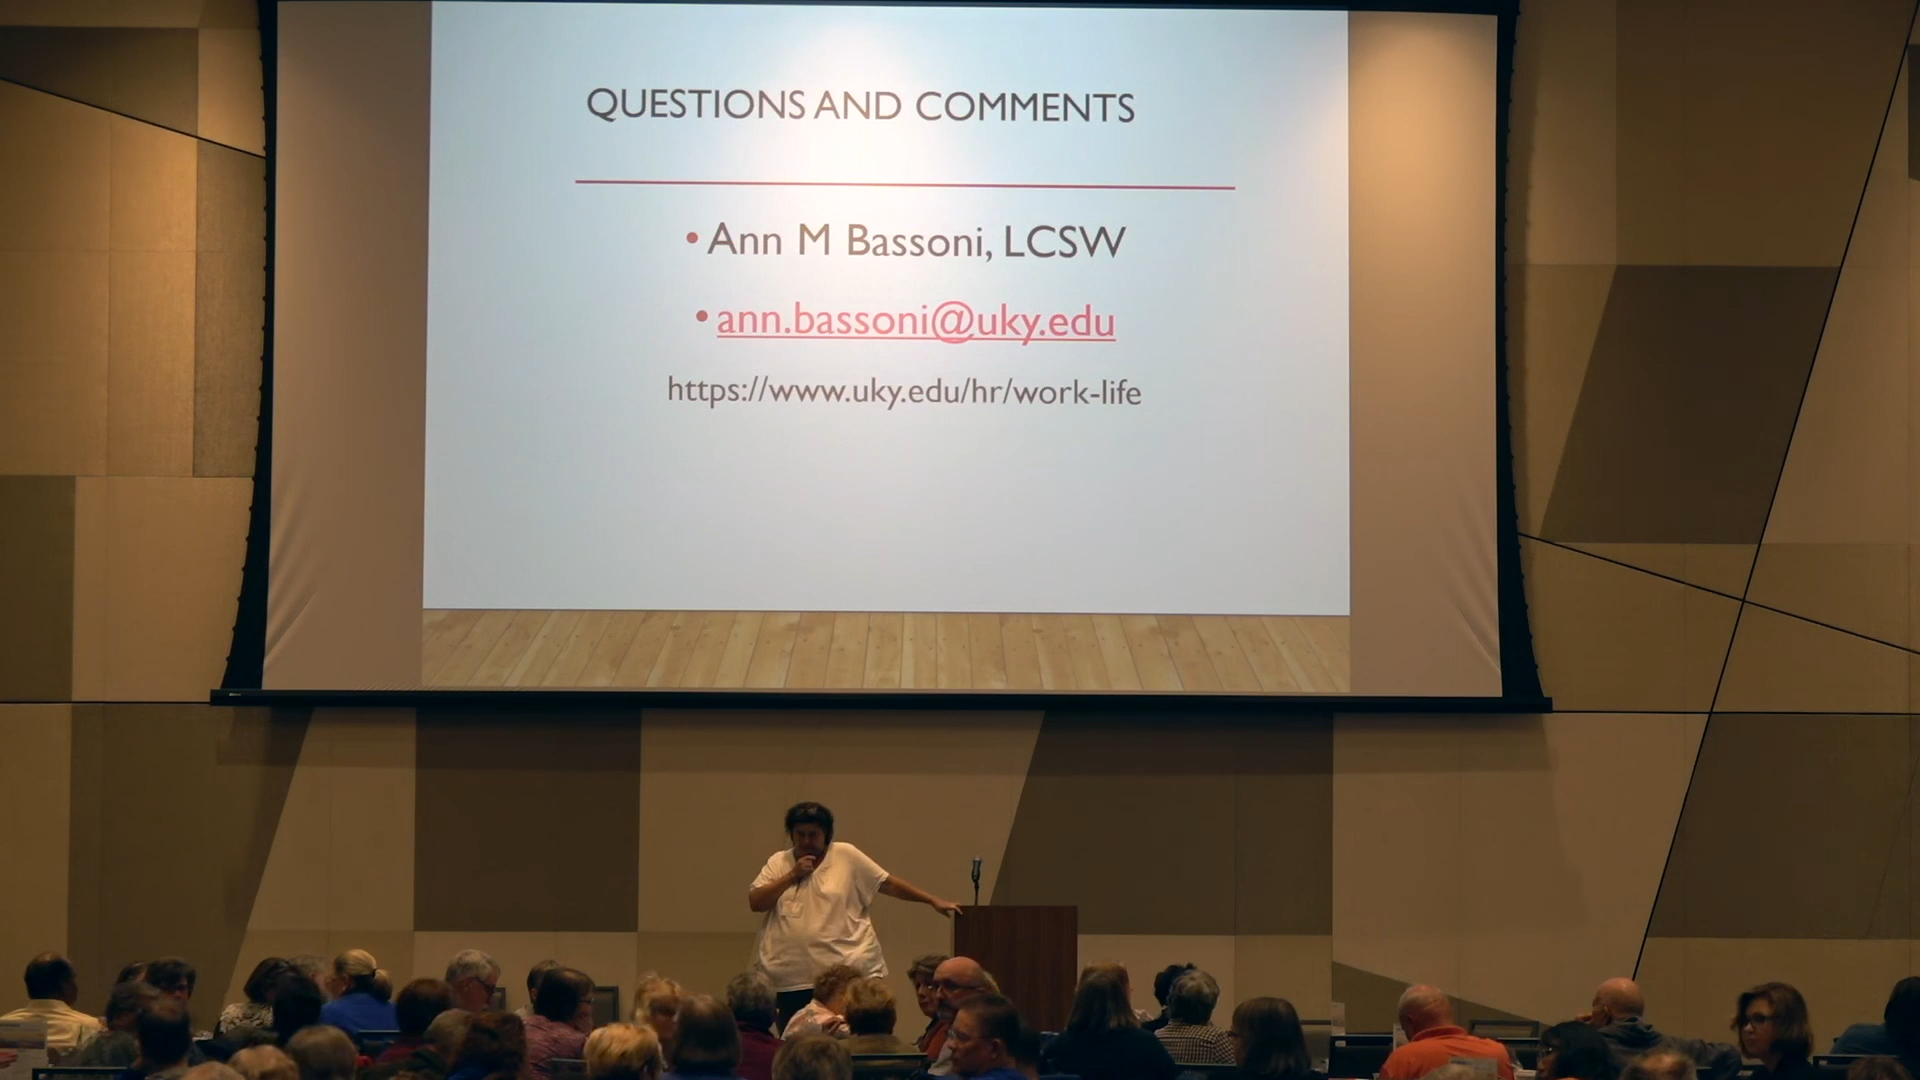 QUESTIONS AND COMMENTS
• Ann M Bassoni, LCSW
• ann.bassoni@uky.edu
https://www.uky.edu/hr/work-life